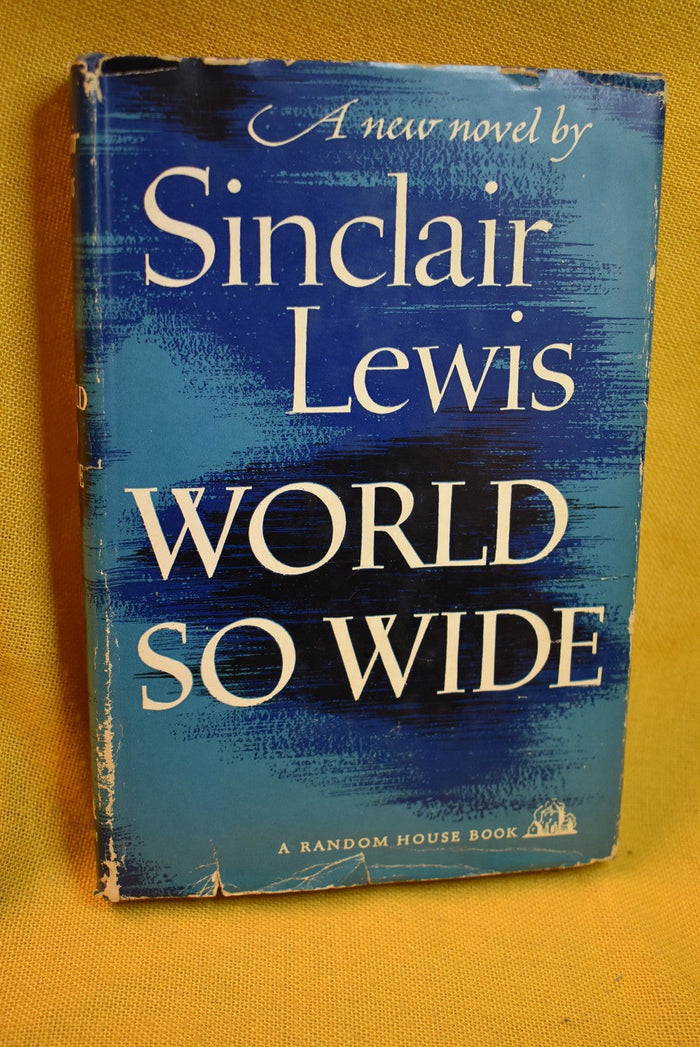 A new novel by
Sinclair
Lewis
WORLD
SO WIDE
A RANDOM HOUSE BOOK